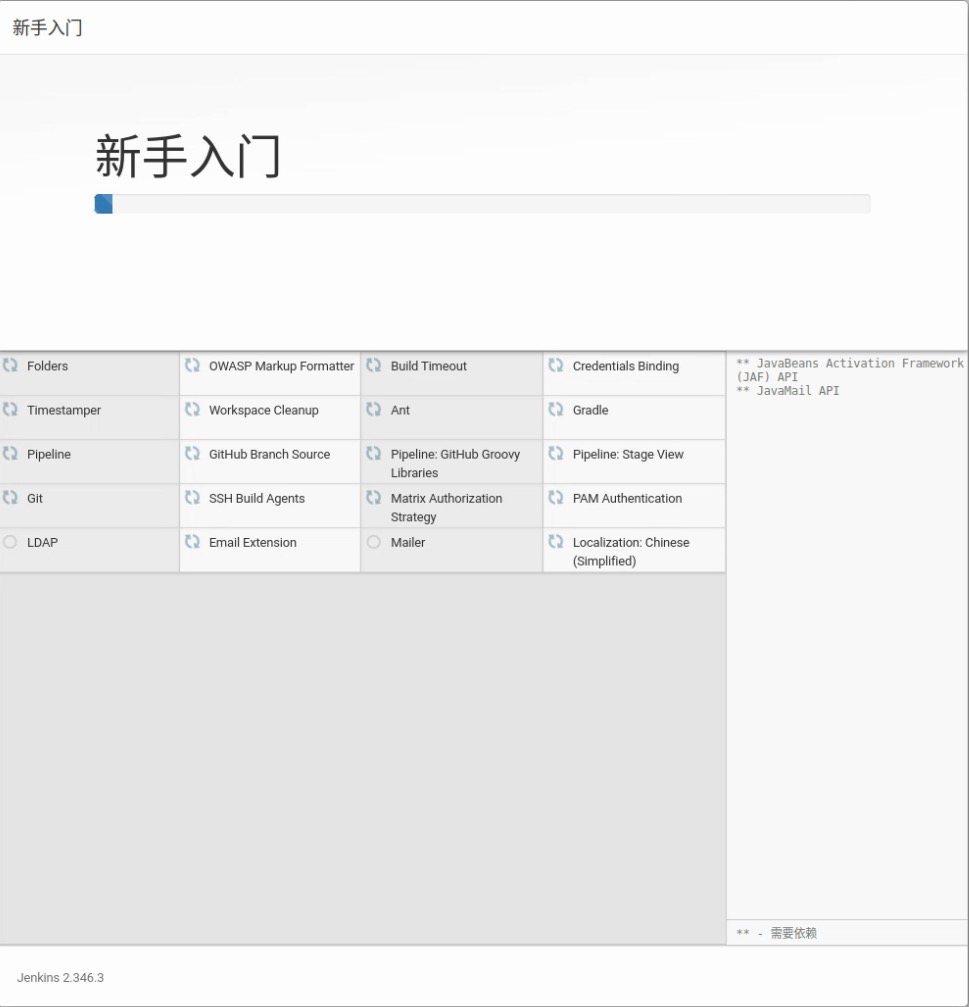 新手入门
新手入门
Folders
OWASP Markup Formatter
Build Timeout
Credentials Binding
** JavaBeans Activation Framework
(JAF) API
** JavaMail API
Timestamper
Workspace Cleanup
Ant
Gradle
Pipeline
GitHub Branch Source
Pipeline: GitHub Groovy
Libraries
Pipeline: Stage View
Git
SSH Build Agents
Matrix Authorization
Strategy
PAM Authentication
LDAP
Email Extension
Mailer
Localization: Chinese
(Simplified)
** - 需要依赖
Jenkins 2.346.3